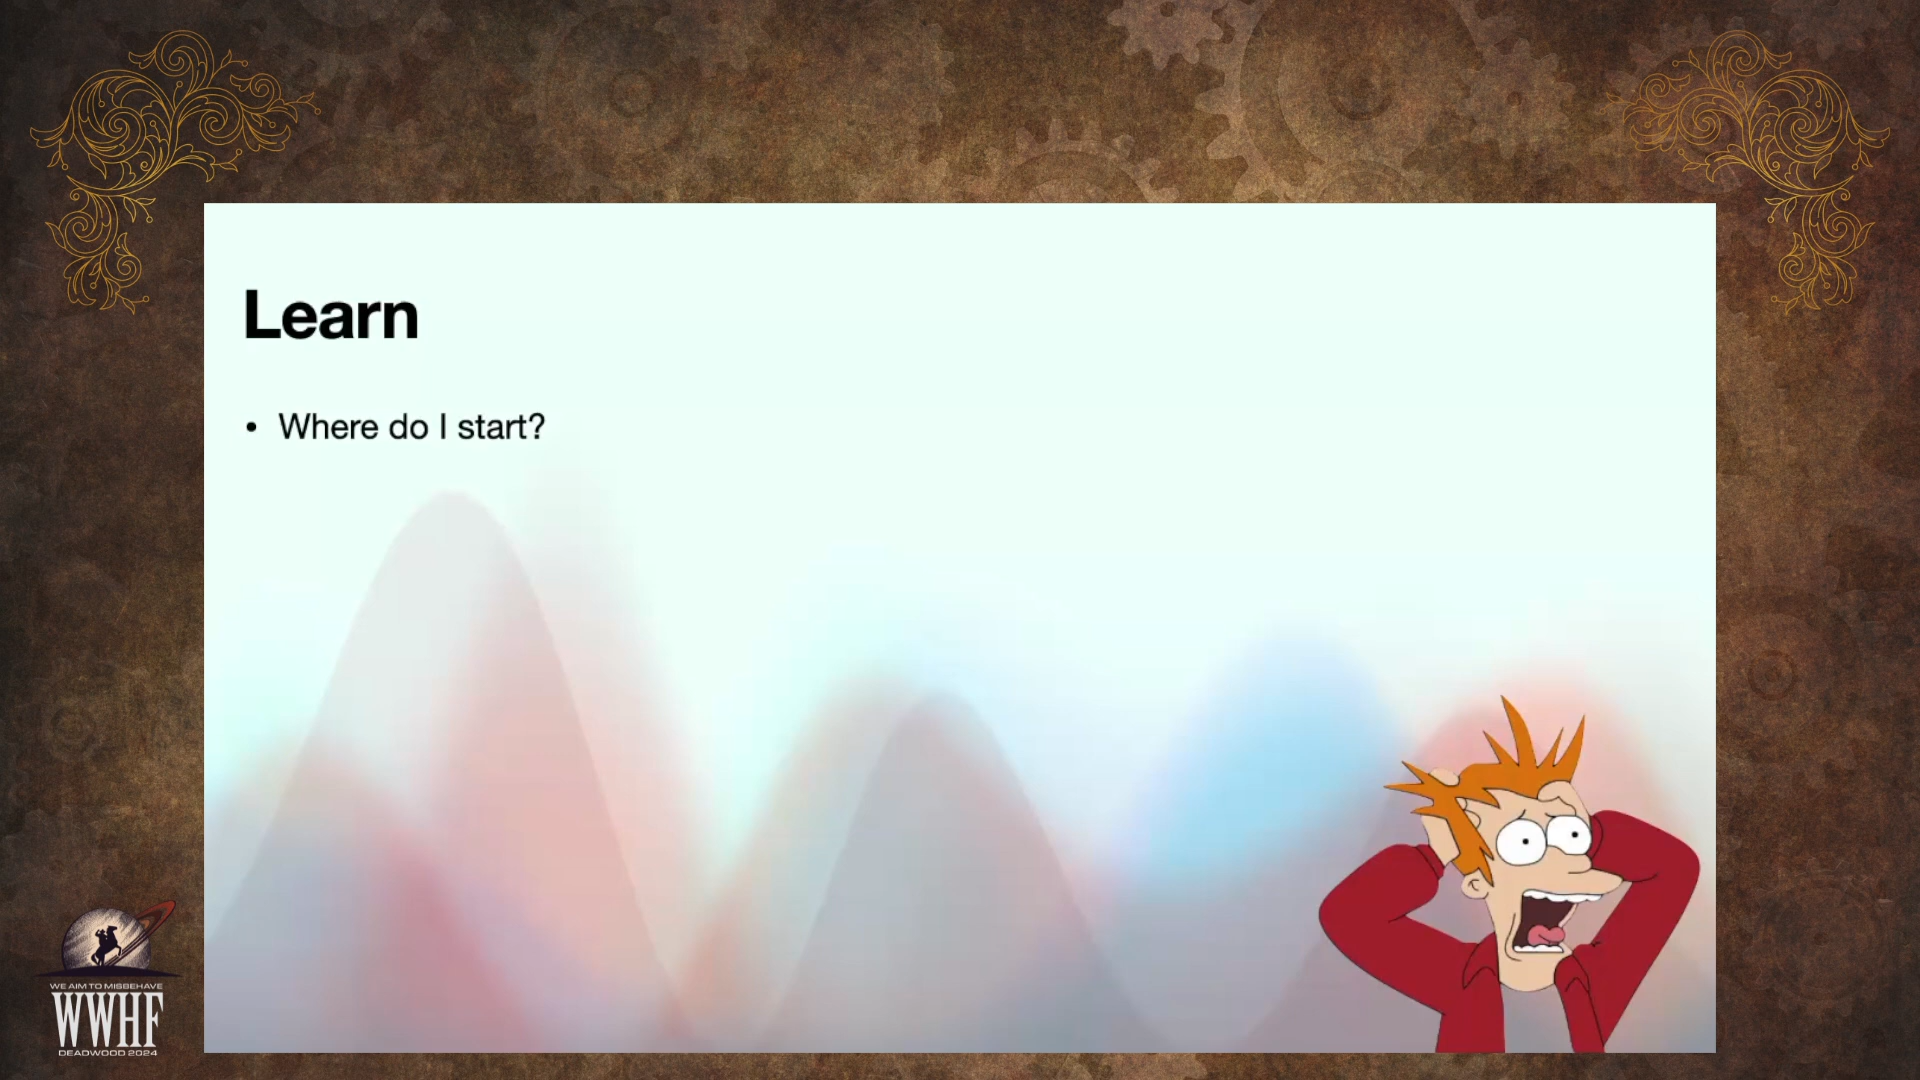 Learn
• Where do I start?
WE AIM TO MISBEHAVE
WWHF
DEADWOOD 2024